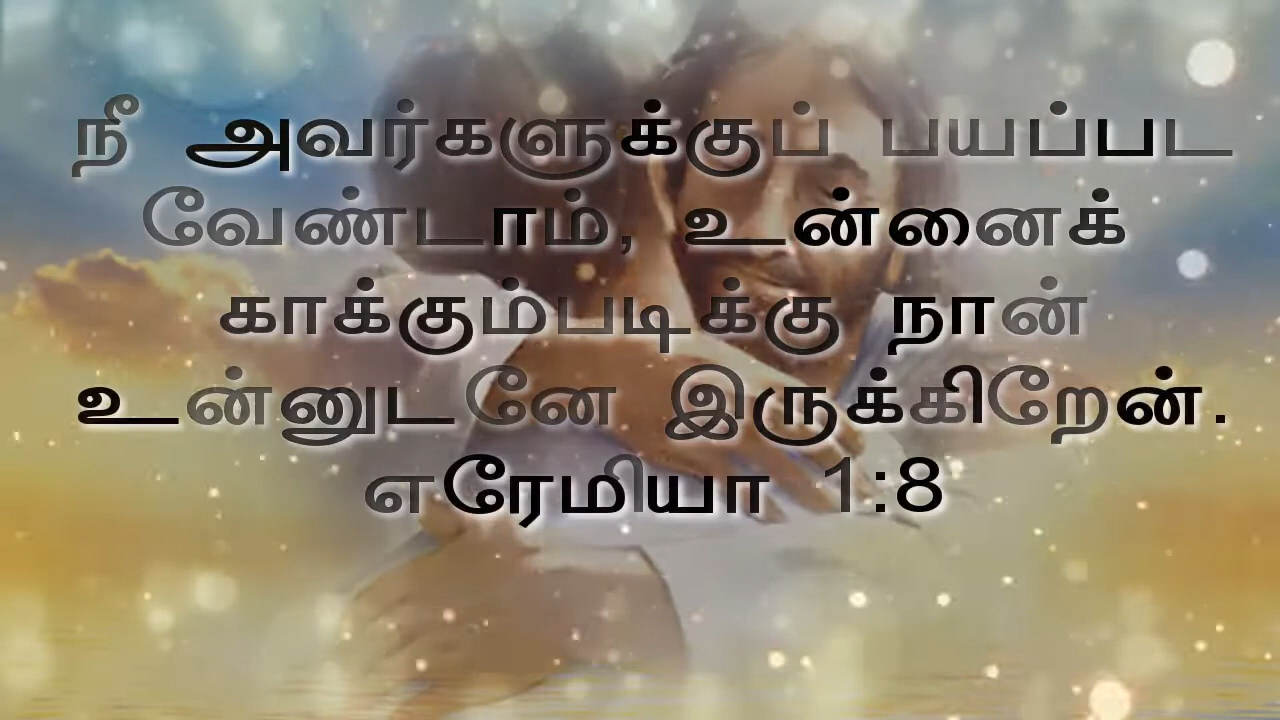 நீ அவர்களுக்குப் பயப்பட
வேண்டாம், உன்னைக்
காக்கும்படிக்கு நான்
உன்னுடனே இருக்கிறேன்.
எரேமியா 1:8